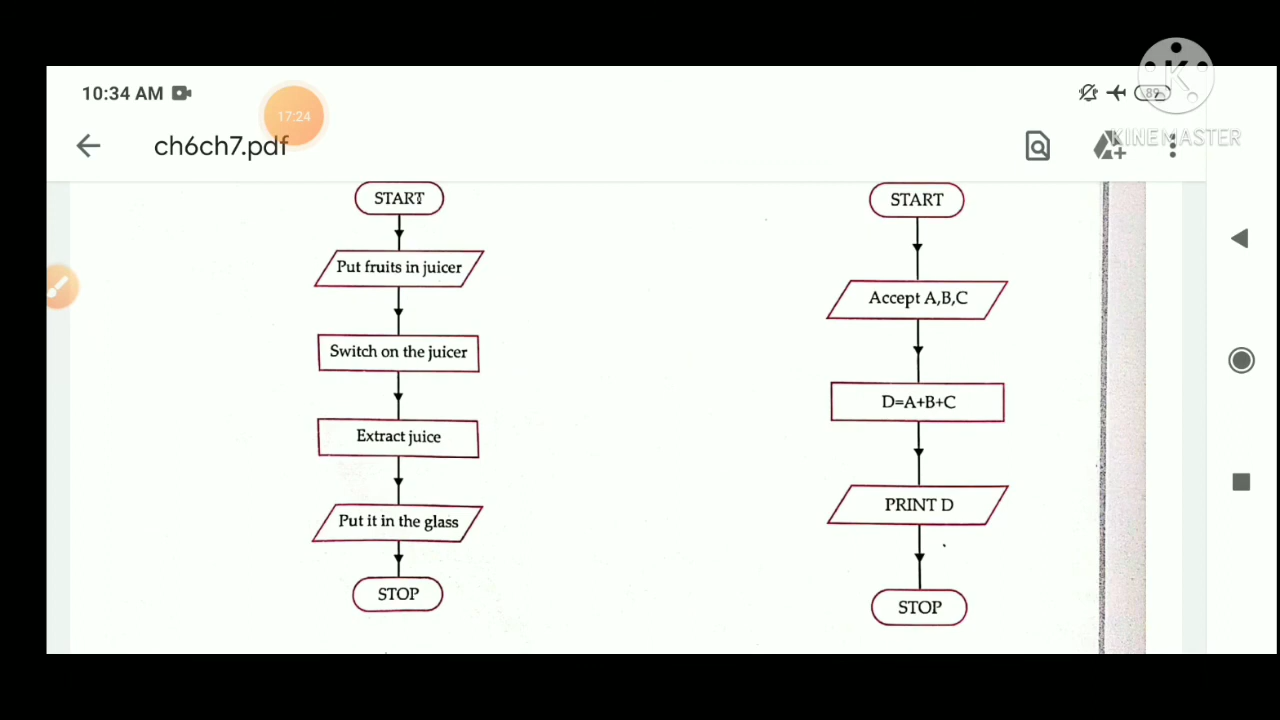 10:34 AM
17:24
89
KINEMASTER
ch6ch7.pdf
START
Put fruits in juicer
Switch on the juicer
Extract juice
Put it in the glass
STOP
START
Accept A,B,C
D=A+B+C
PRINT D
STOP